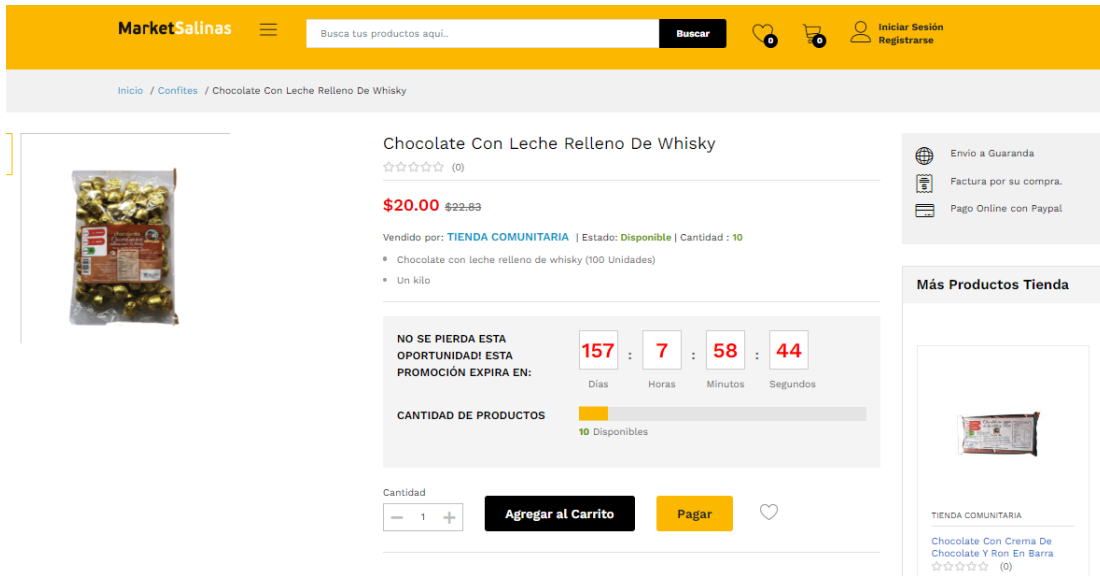 MarketSalinas
Busca tus productos aquí..
Buscar
0
0
Iniciar Sesión
Registrarse
Inicio / Confites / Chocolate Con Leche Relleno De Whisky
Chocolate Con Leche Relleno De Whisky
(0)
$20.00 $22.83
Vendido por: TIENDA COMUNITARIA | Estado: Disponible | Cantidad : 10
Chocolate con leche relleno de whisky (100 Unidades)
Un kilo
NO SE PIERDA ESTA
OPORTUNIDAD! ESTA
PROMOCIÓN EXPIRA EN:
157 : 7 : 58 : 44
Días Horas Minutos Segundos
CANTIDAD DE PRODUCTOS
10 Disponibles
Cantidad
1
Agregar al Carrito
Pagar
Envio a Guaranda
Factura por su compra.
Pago Online con Paypal
Más Productos Tienda
TIENDA COMUNITARIA
Chocolate Con Crema De
Chocolate Y Ron En Barra
(0)